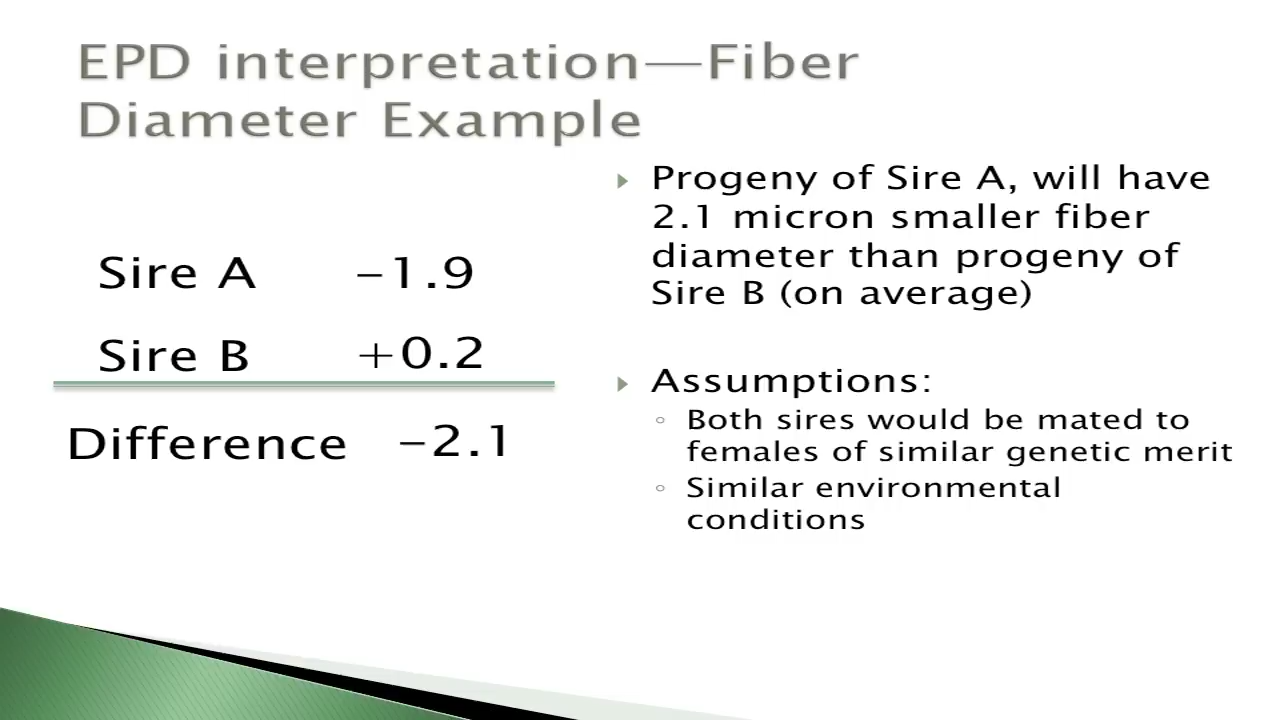 EPD interpretation—Fiber
Diameter Example
Sire A −1.9
Sire B +0.2
Difference −2.1
Progeny of Sire A, will have
2.1 micron smaller fiber
diameter than progeny of
Sire B (on average)
Assumptions:
Both sires would be mated to
females of similar genetic merit
Similar environmental
conditions